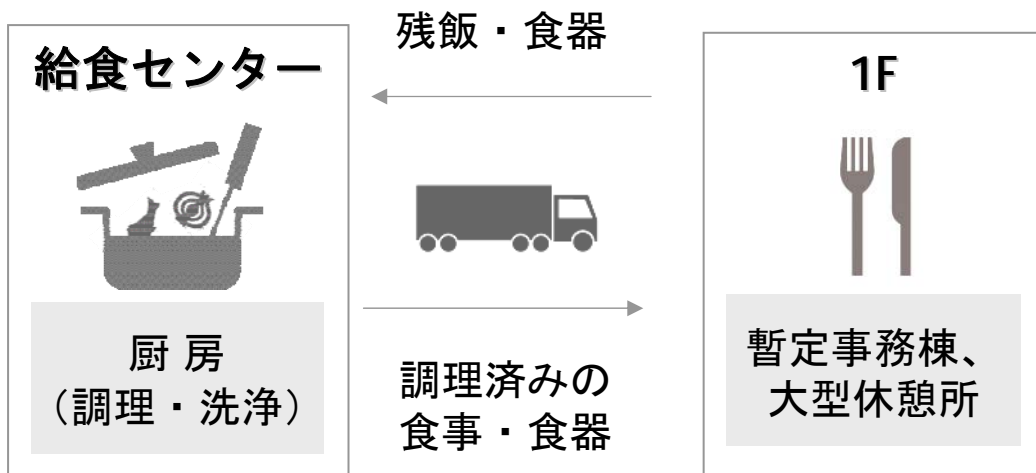 残飯・食器
給食センター
1F
厨 房
（調理・洗浄）
調理済みの
食事・食器
暫定事務棟、
大型休憩所